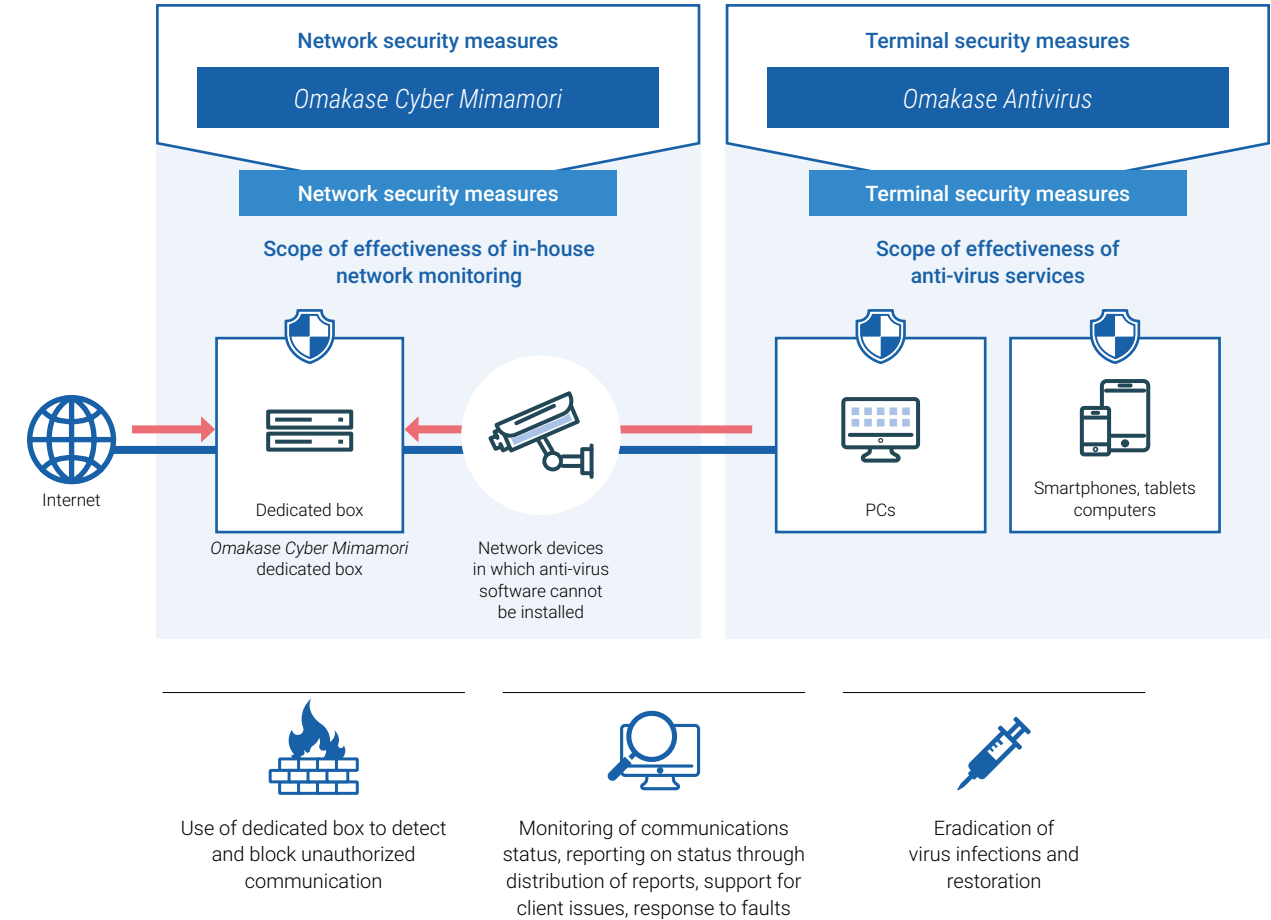 Network security measures
Omakase Cyber Mimamori
Network security measures
Scope of effectiveness of in-house
network monitoring
Terminal security measures
Omakase Antivirus
Terminal security measures
Scope of effectiveness of
anti-virus services
Internet
Dedicated box
Omakase Cyber Mimamori
dedicated box
Network devices
in which anti-virus
software cannot
be installed
PCs
Smartphones, tablets
computers
Use of dedicated box to detect
and block unauthorized
communication
Monitoring of communications
status, reporting on status through
distribution of reports, support for
client issues, response to faults
Eradication of
virus infections and
restoration